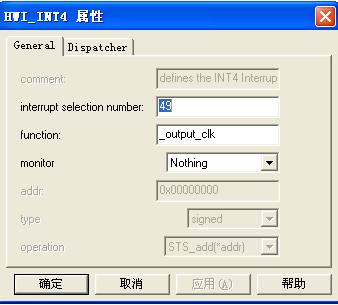 HWI_INT4 属性
General
Dispatcher
comment:
defines the INT4 Interrup
interrupt selection number:
49
function:
_output_clk
monitor
Nothing
addr:
0x00000000
type
signed
operation
STS_add(*addr)
确定
取消
应用(A)
帮助